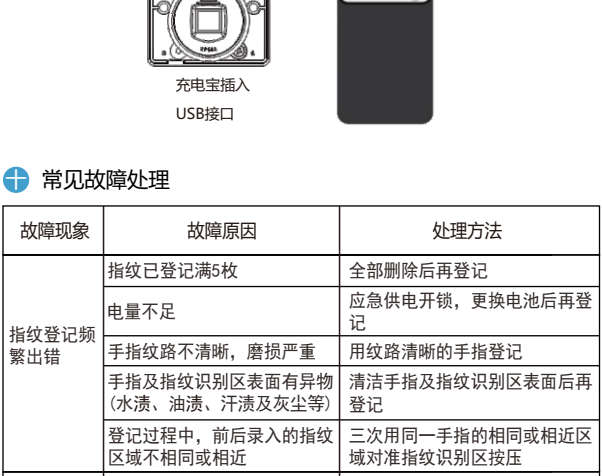 充电宝插入
USB接口
常见故障处理
故障现象 故障原因 处理方法
指纹登记频
繁出错
指纹已登记满5枚 全部删除后再登记
电量不足 应急供电开锁，更换电池后再登
记
手指纹路不清晰，磨损严重 用纹路清晰的手指登记
手指及指纹识别区表面有异物 清洁手指及指纹识别区表面后再
(水渍、油渍、汗渍及灰尘等) 登记
登记过程中，前后录入的指纹 三次用同一手指的相同或相近区
区域不相同或相近 域对准指纹识别区按压